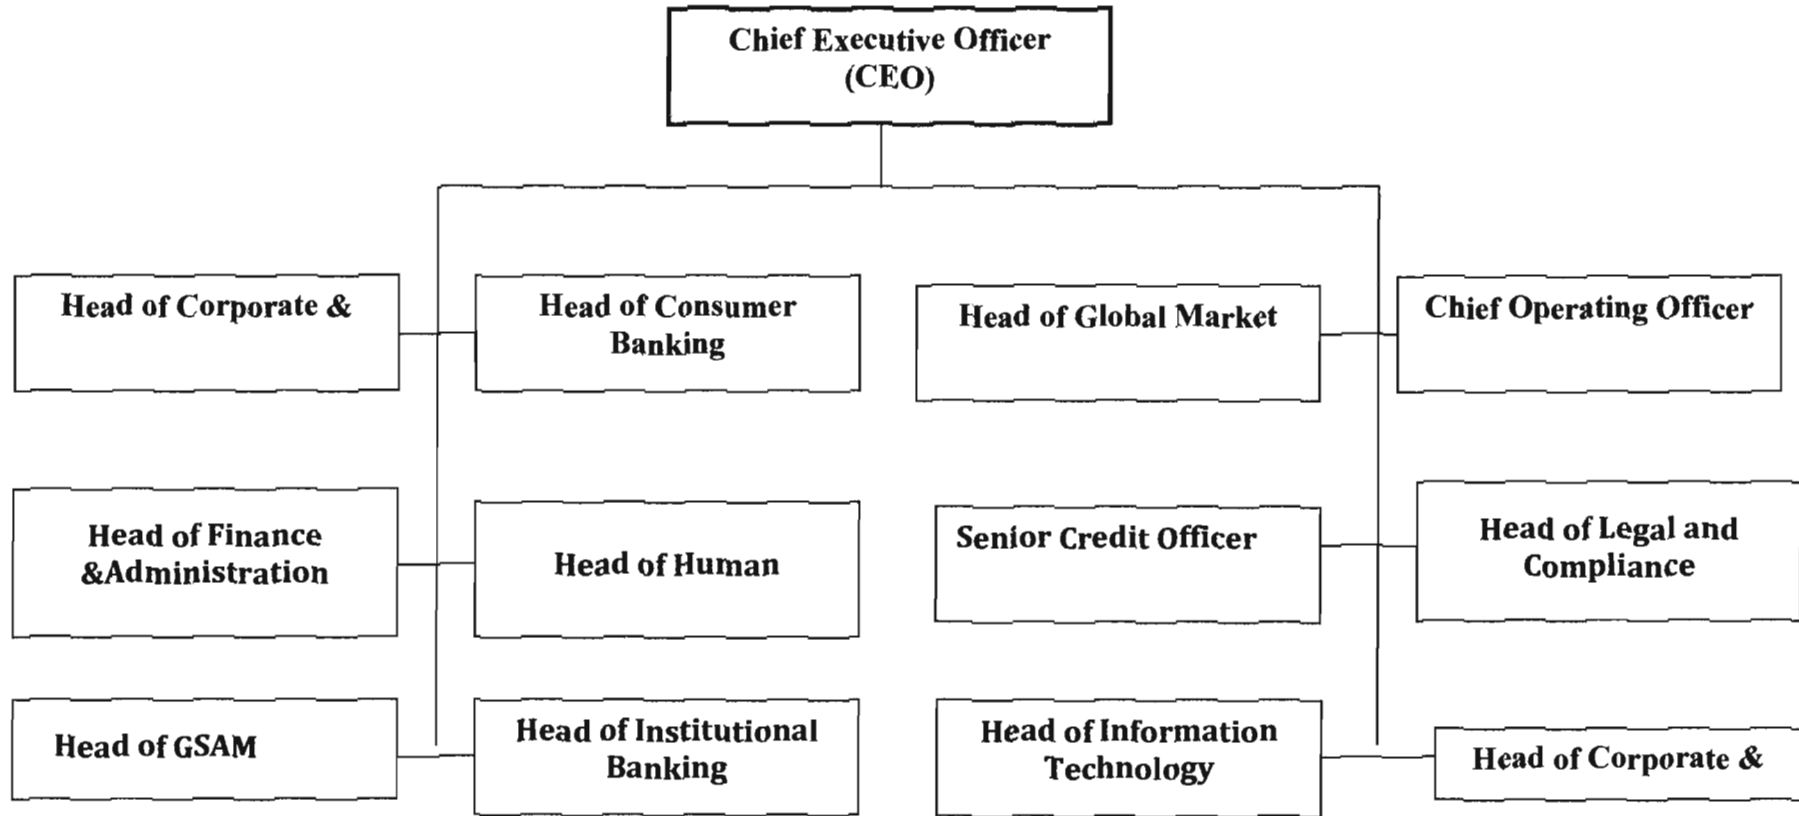 Chief Executive Officer
(CEO)
Head of Corporate &
Head of Consumer
Banking
Head of Global Market
Chief Operating Officer
Head of Finance
&Administration
Head of Human
Senior Credit Officer
Head of Legal and
Compliance
Head of GSAM
Head of Institutional
Banking
Head of Information
Technology
Head of Corporate &